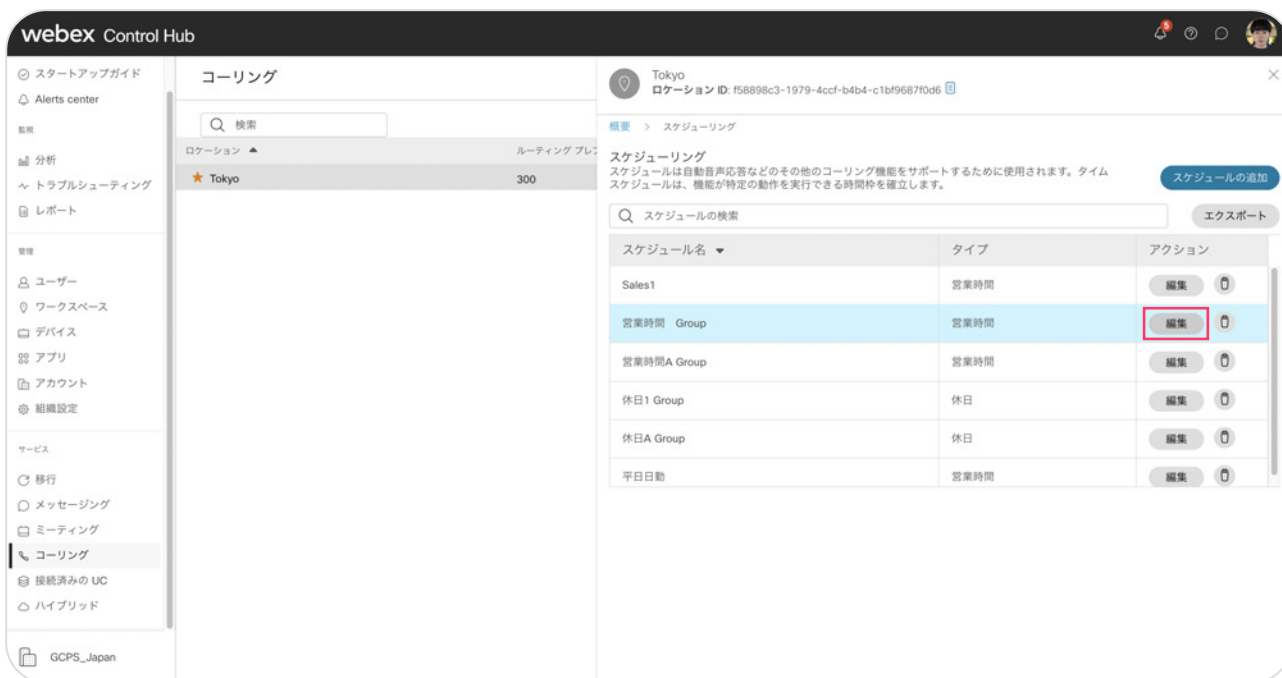 webex Control Hub
5
スタートアップガイド
Alerts center
監視
分析
トラブルシューティング
レポート
管理
ユーザー
ワークスペース
デバイス
アプリ
アカウント
組織設定
サービス
移行
メッセージング
ミーティング
コーリング
接続済みの UC
ハイブリッド
GCPS_Japan
コーリング
検索
ロケーション ルーティング プレフ
Tokyo 300
Tokyo
ロケーション ID: f58898c3-1979-4ccf-b4b4-c1bf9687f0d6
概要 > スケジューリング
スケジューリング
スケジュールは自動音声応答などのその他のコーリング機能をサポートするために使用されます。タイム
スケジュールは、機能が特定の動作を実行できる時間枠を確立します。
スケジュールの追加
スケジュールの検索
エクスポート
スケジュール名 タイプ アクション
Sales1 営業時間 編集
営業時間 Group 営業時間 編集
営業時間A Group 営業時間 編集
休日1 Group 休日 編集
休日A Group 休日 編集
平日日勤 営業時間 編集